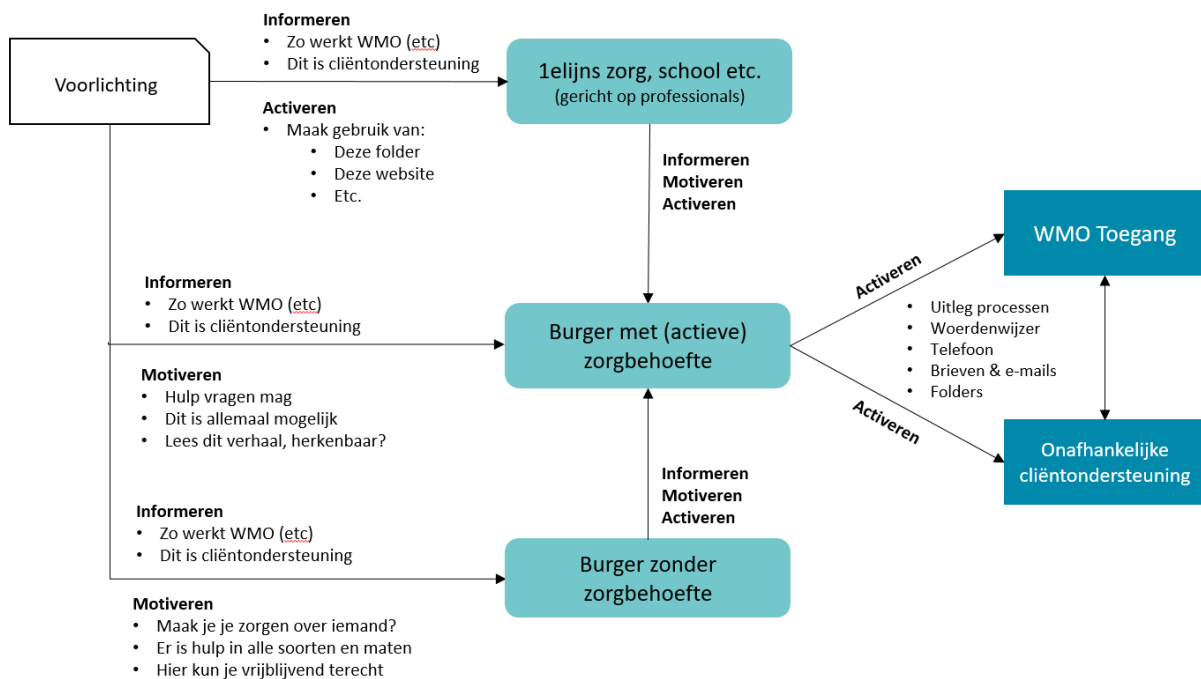 Voorlichting
Informeren
• Zo werkt WMO (etc)
• Dit is cliëntondersteuning
Activeren
• Maak gebruik van:
• Deze folder
• Deze website
• Etc.
1elijns zorg, school etc.
(gericht op professionals)
Informeren
Motiveren
Activeren
Informeren
• Zo werkt WMO (etc)
• Dit is cliëntondersteuning
Motiveren
• Hulp vragen mag
• Dit is allemaal mogelijk
• Lees dit verhaal, herkenbaar?
Burger met (actieve)
zorgbehoefte
Informeren
Motiveren
Activeren
Informeren
• Zo werkt WMO (etc)
• Dit is cliëntondersteuning
Motiveren
• Maak je je zorgen over iemand?
• Er is hulp in alle soorten en maten
• Hier kun je vrijblijvend terecht
Burger zonder
zorgbehoefte
Activeren
• Uitleg processen
• Woerdenwijzer
• Telefoon
• Brieven & e-mails
• Folders
Activeren
WMO Toegang
Onafhankelijke
cliëntondersteuning